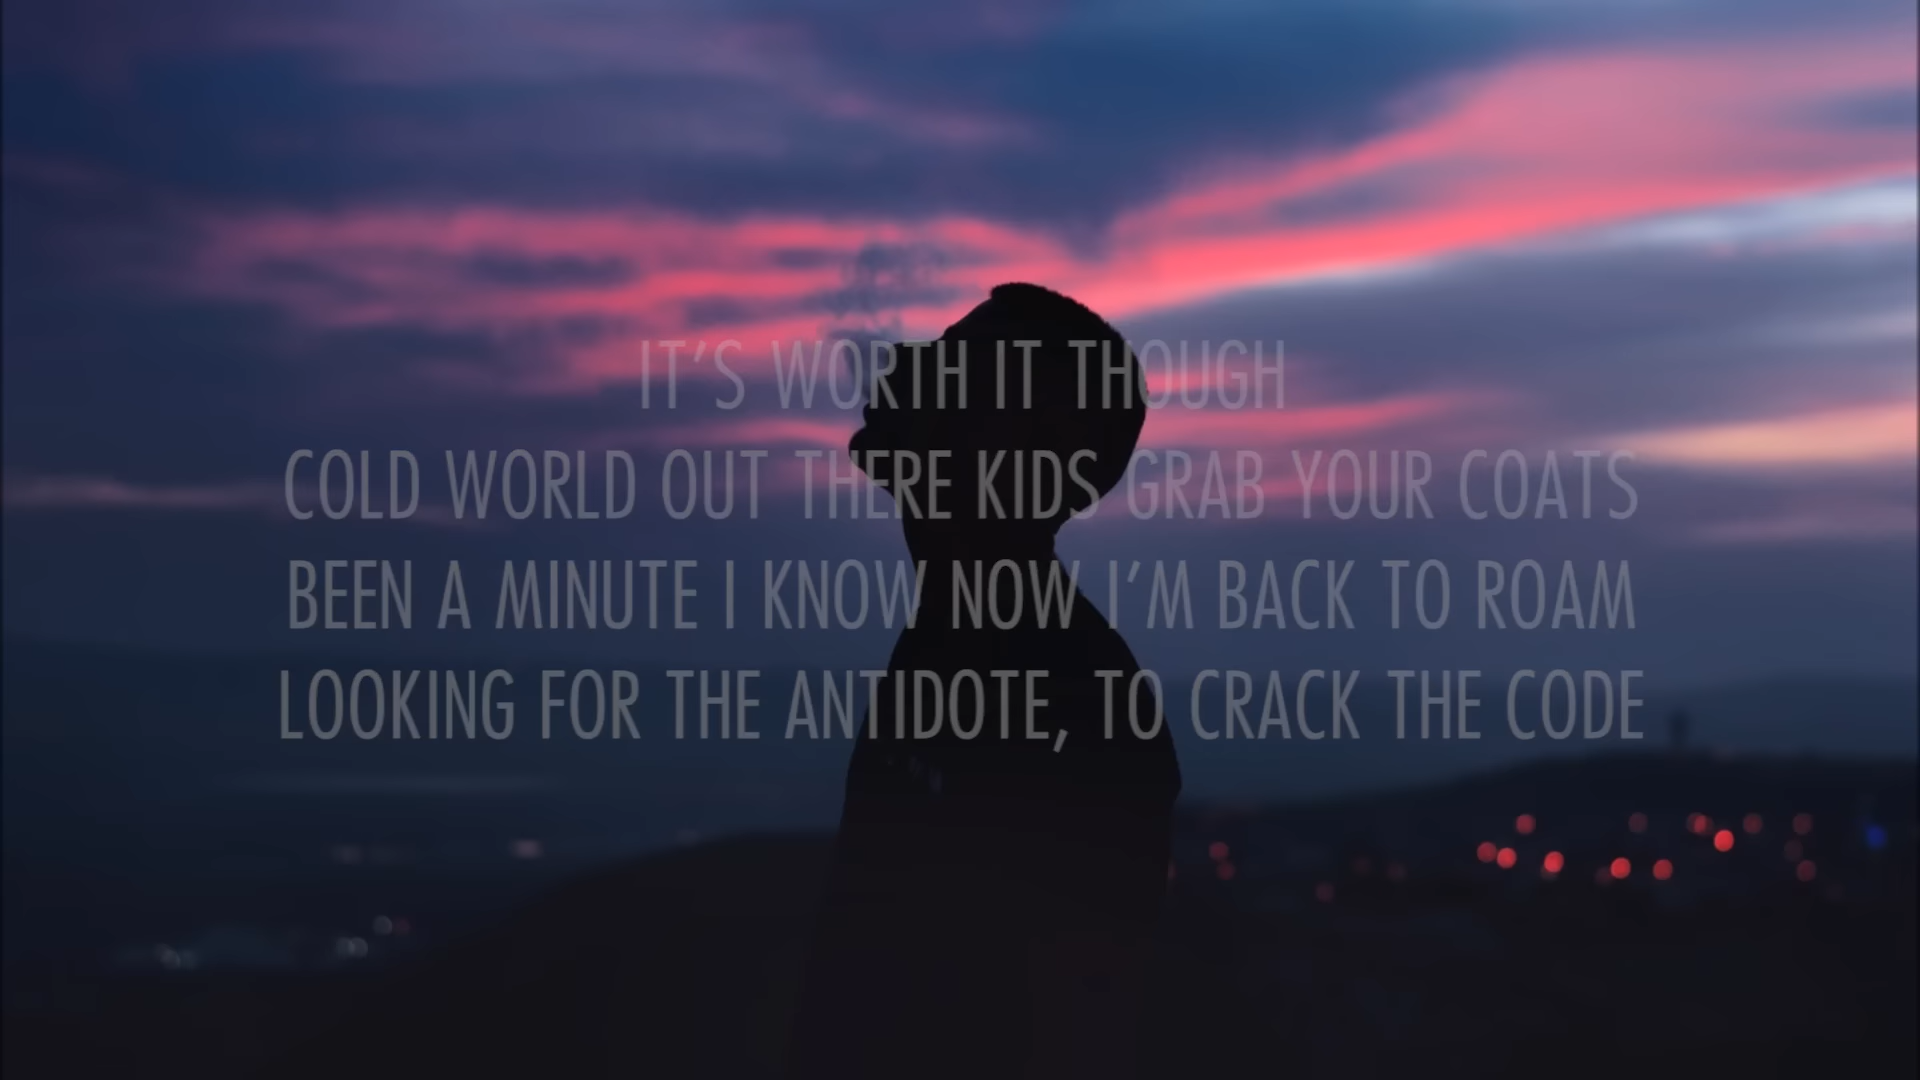 IT'S WORTH IT THOUGH
COLD WORLD OUT THERE KIDS GRAB YOUR COATS
BEEN A MINUTE I KNOW NOW I'M BACK TO ROAM
LOOKING FOR THE ANTIDOTE, TO CRACK THE CODE